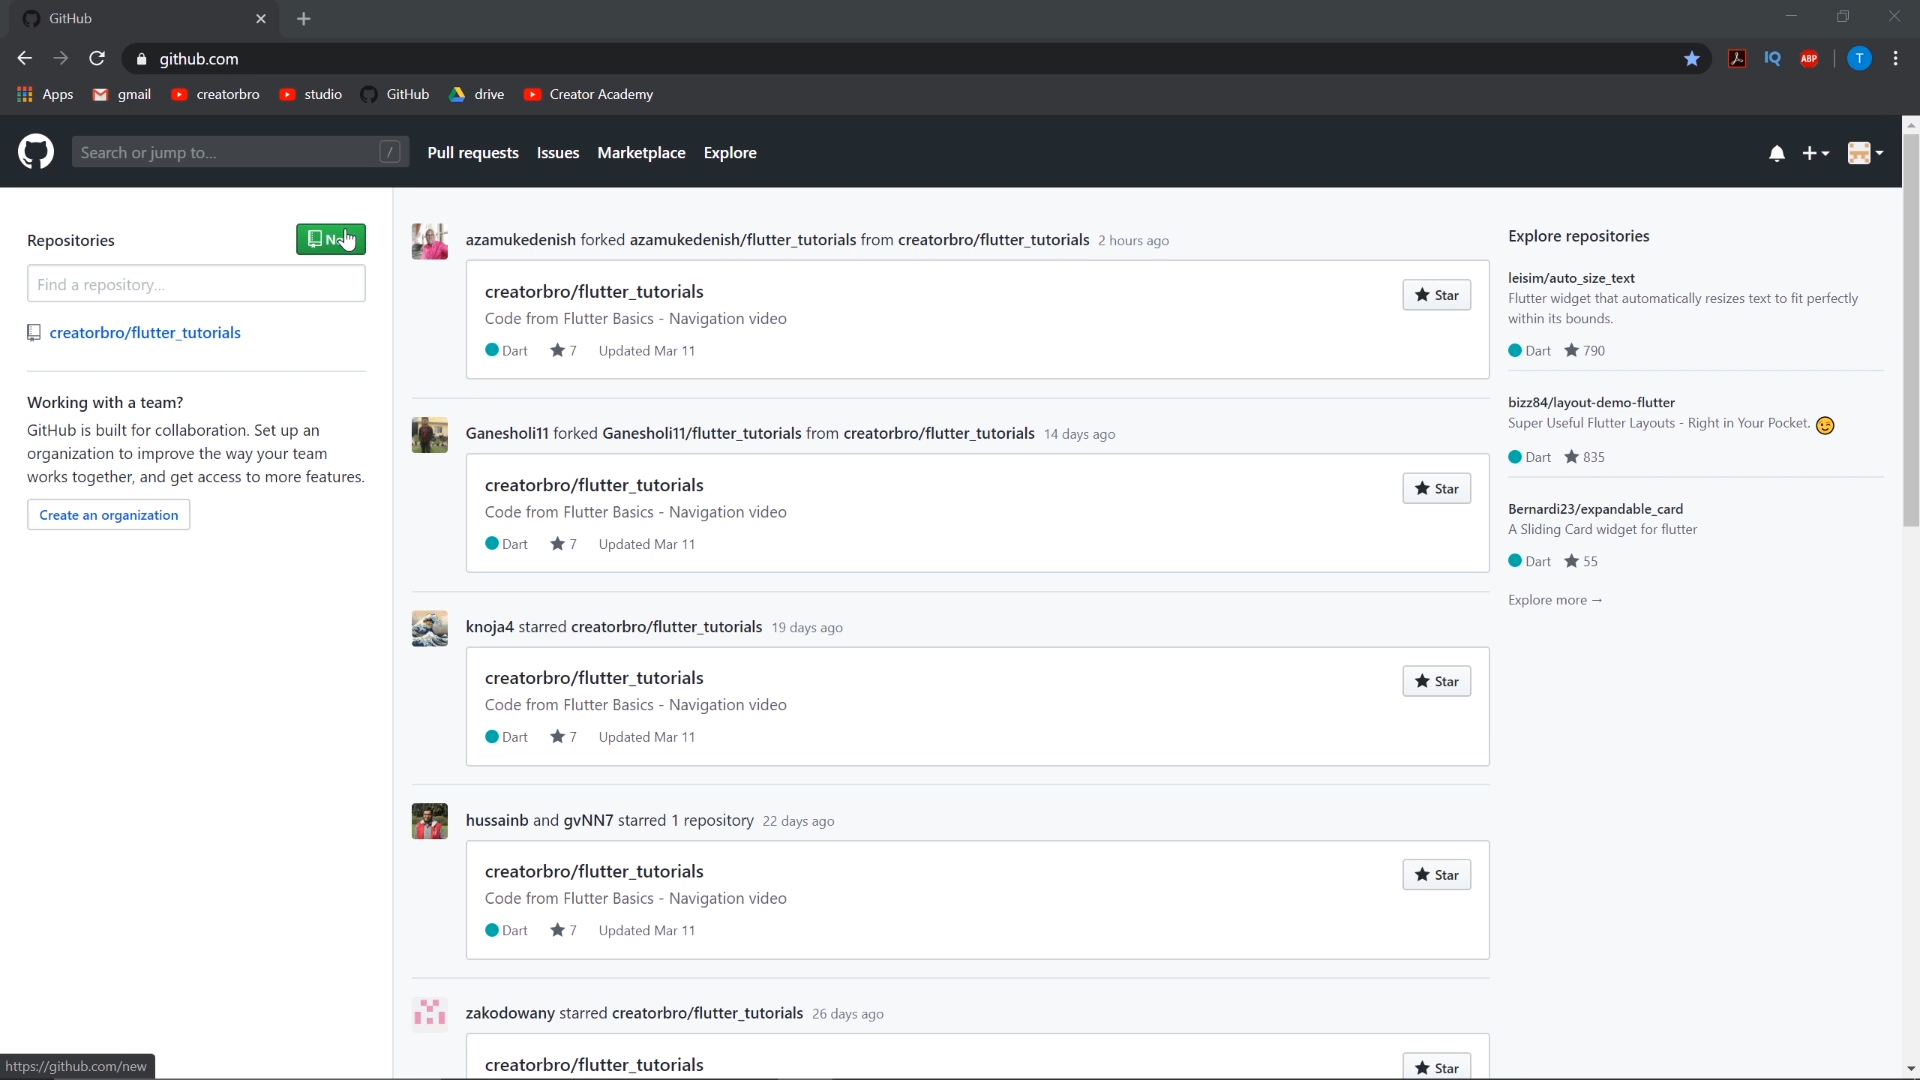 GitHub
github.com
ABP
T
Apps
gmail
creatorbro
studio
GitHub
drive
Creator Academy
Search or jump to...
/
Pull requests
Issues
Marketplace
Explore
Repositories
Find a repository...
creatorbro/flutter_tutorials
Working with a team?
GitHub is built for collaboration. Set up an
organization to improve the way your team
works together, and get access to more features.
Create an organization
azamukedenish forked azamukedenish/flutter_tutorials from creatorbro/flutter_tutorials 2 hours ago
creatorbro/flutter_tutorials
Star
Code from Flutter Basics - Navigation video
Dart 7 Updated Mar 11
Ganesholi11 forked Ganesholi11/flutter_tutorials from creatorbro/flutter_tutorials 14 days ago
creatorbro/flutter_tutorials
Star
Code from Flutter Basics - Navigation video
Dart 7 Updated Mar 11
knoja4 starred creatorbro/flutter_tutorials 19 days ago
creatorbro/flutter_tutorials
Star
Code from Flutter Basics - Navigation video
Dart 7 Updated Mar 11
hussainb and gvNN7 starred 1 repository 22 days ago
creatorbro/flutter_tutorials
Star
Code from Flutter Basics - Navigation video
Dart 7 Updated Mar 11
zakodowany starred creatorbro/flutter_tutorials 26 days ago
creatorbro/flutter_tutorials
Star
Explore repositories
leisim/auto_size_text
Flutter widget that automatically resizes text to fit perfectly
within its bounds.
Dart 790
bizz84/layout-demo-flutter
Super Useful Flutter Layouts - Right in Your Pocket. 😉
Dart 835
Bernardi23/expandable_card
A Sliding Card widget for flutter
Dart 55
Explore more →
https://github.com/new